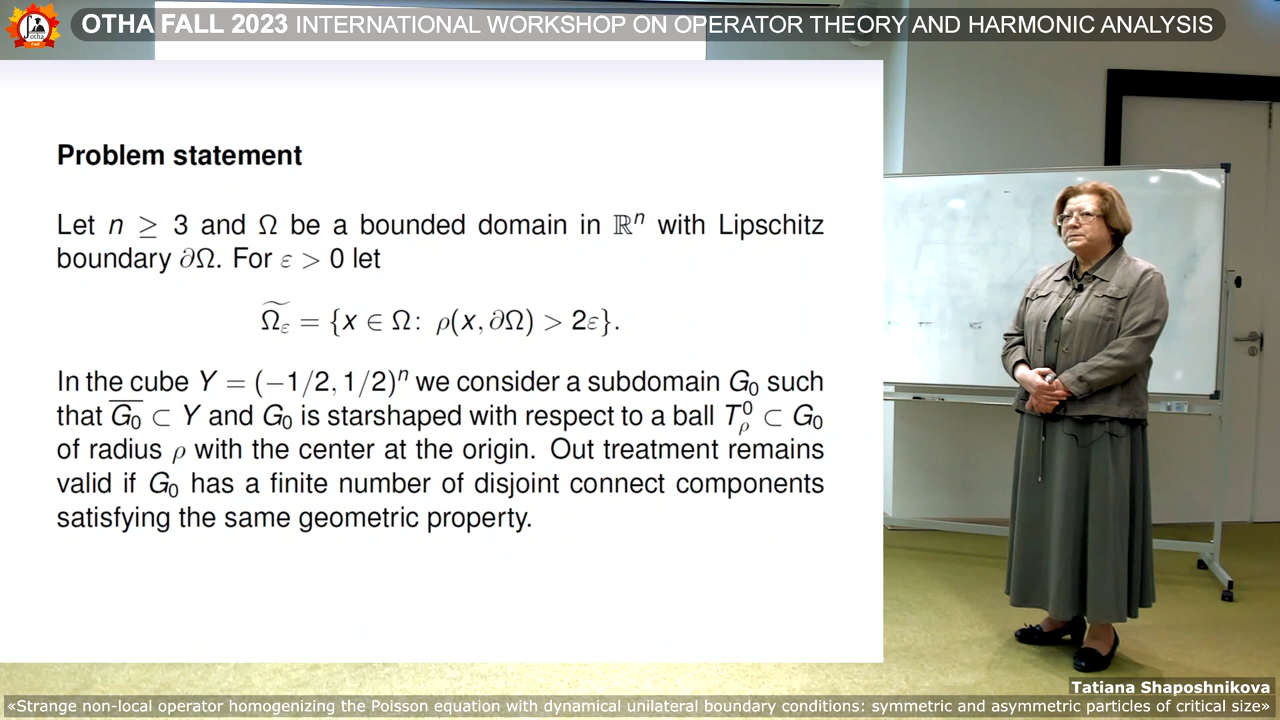 OTHA FALL 2023 INTERNATIONAL WORKSHOP ON OPERATOR THEORY AND HARMONIC ANALYSIS
otha
Fall
Problem statement
Let n ≥ 3 and Ω be a bounded domain in ℝⁿ with Lipschitz
boundary ∂Ω. For ε > 0 let
Ω̃_ε = {x ∈ Ω: ρ(x, ∂Ω) > 2ε}.
In the cube Y = (−1/2, 1/2)ⁿ we consider a subdomain G₀ such
that G̅₀ ⊂ Y and G₀ is starshaped with respect to a ball T_ρ⁰ ⊂ G₀
of radius ρ with the center at the origin. Out treatment remains
valid if G₀ has a finite number of disjoint connect components
satisfying the same geometric property.
Tatiana Shaposhnikova
«Strange non-local operator homogenizing the Poisson equation with dynamical unilateral boundary conditions: symmetric and asymmetric particles of critical size»